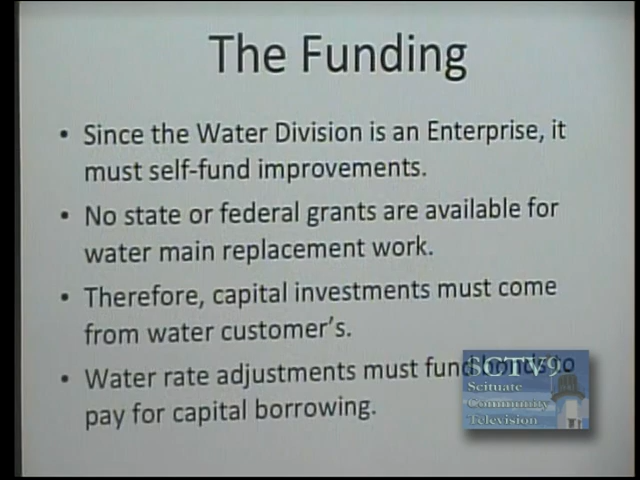 The Funding
• Since the Water Division is an Enterprise, it
must self-fund improvements.
• No state or federal grants are available for
water main replacement work.
• Therefore, capital investments must come
from water customer's.
• Water rate adjustments must fund to
pay for capital borrowing.
SCTV9
Scituate
Community
Television